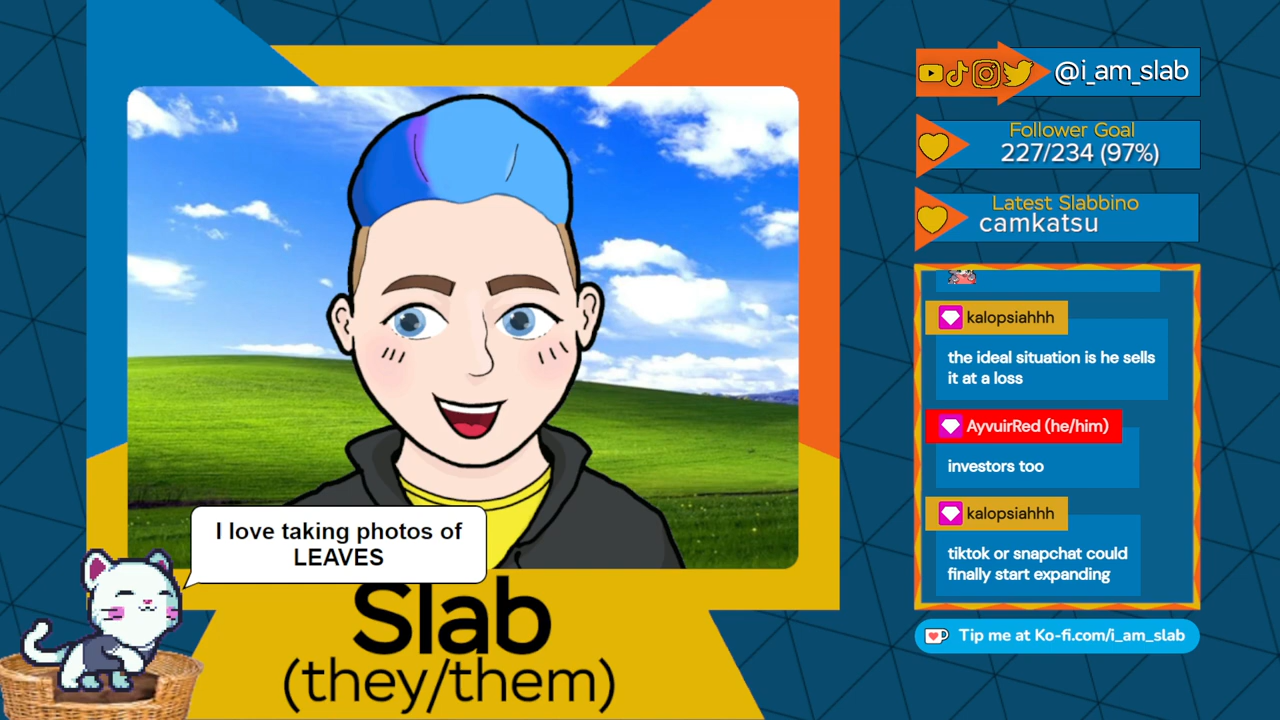 I love taking photos of
LEAVES
Slab
(they/them)
@i_am_slab
Follower Goal
227/234 (97%)
Latest Slabbino
camkatsu
kalopsiahhh
the ideal situation is he sells
it at a loss
AyvuirRed (he/him)
investors too
kalopsiahhh
tiktok or snapchat could
finally start expanding
Tip me at Ko-fi.com/i_am_slab